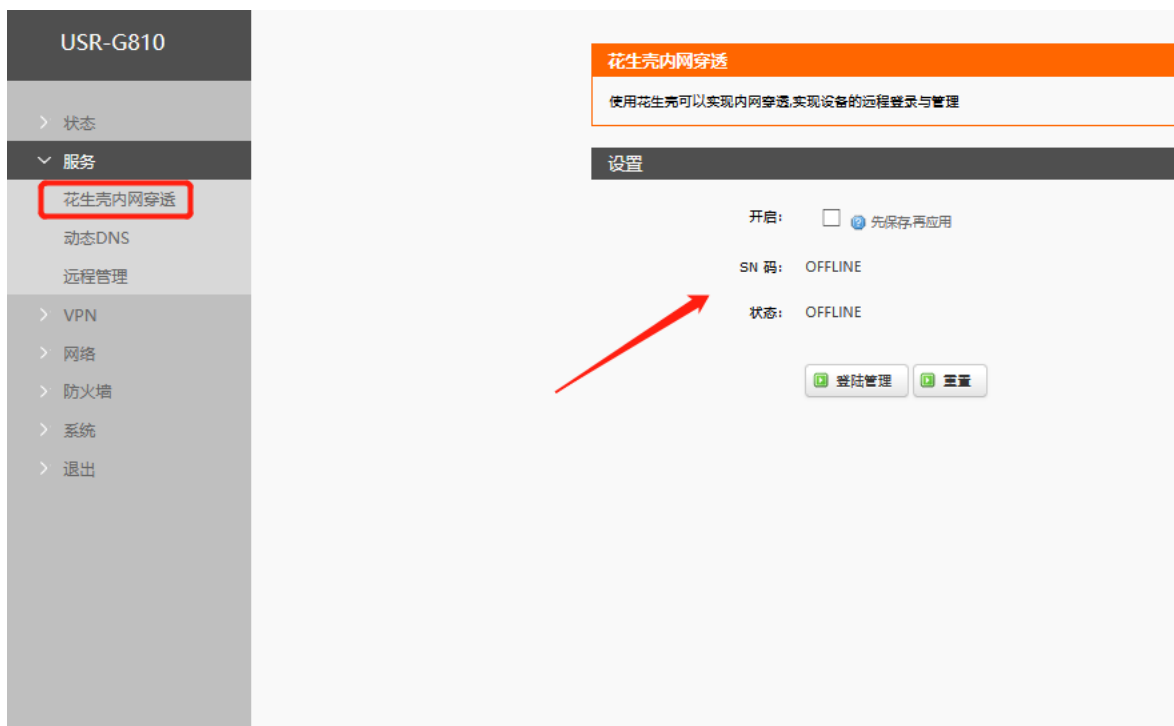 USR-G810
状态
服务
花生壳内网穿透
动态DNS
远程管理
VPN
网络
防火墙
系统
退出
花生壳内网穿透
使用花生壳可以实现内网穿透,实现设备的远程登录与管理
设置
开启: 先保存,再应用
SN 码: OFFLINE
状态: OFFLINE
登陆管理 重置